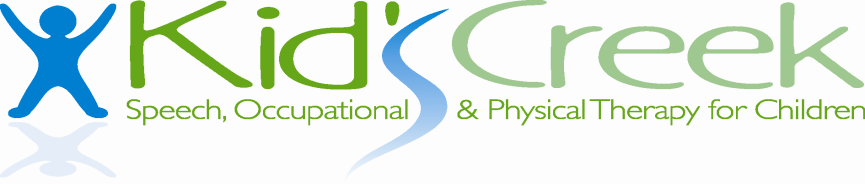 Kid's Creek
Speech, Occupational & Physical Therapy for Children